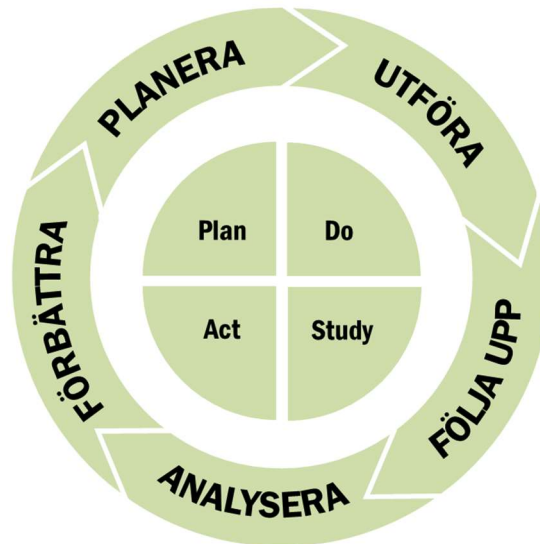 PLANERA
UTFÖRA
FÖLJA UPP
ANALYSERA
FÖRBÄTTRA
Plan
Do
Act
Study